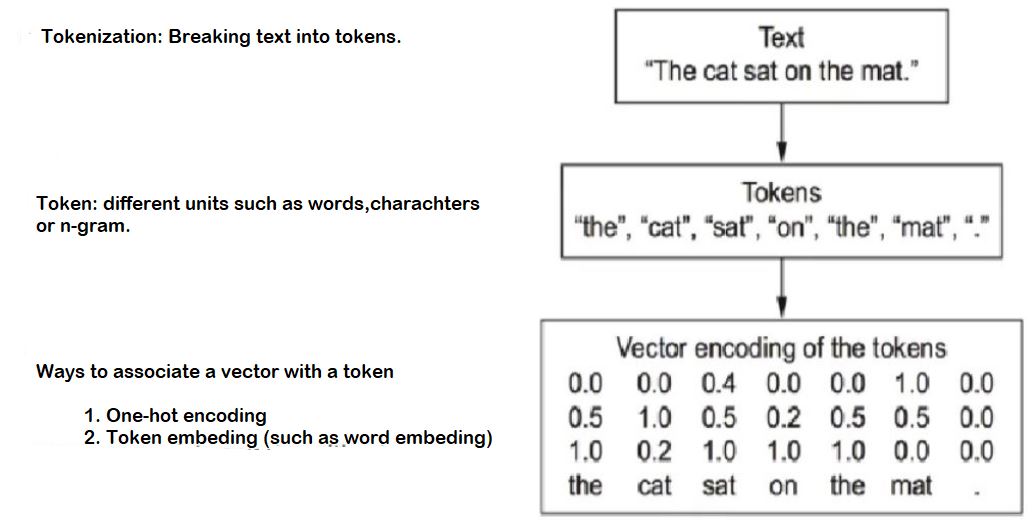 Tokenization: Breaking text into tokens.
Text
“The cat sat on the mat.”
Token: different units such as words,charachters
or n-gram.
Tokens
“the”, “cat”, “sat”, “on”, “the”, “mat”, “.”
Ways to associate a vector with a token
1. One-hot encoding
2. Token embeding (such as word embeding)
Vector encoding of the tokens
0.0 0.0 0.4 0.0 0.0 1.0 0.0
0.5 1.0 0.5 0.2 0.5 0.5 0.0
1.0 0.2 1.0 1.0 1.0 0.0 0.0
the cat sat on the mat .